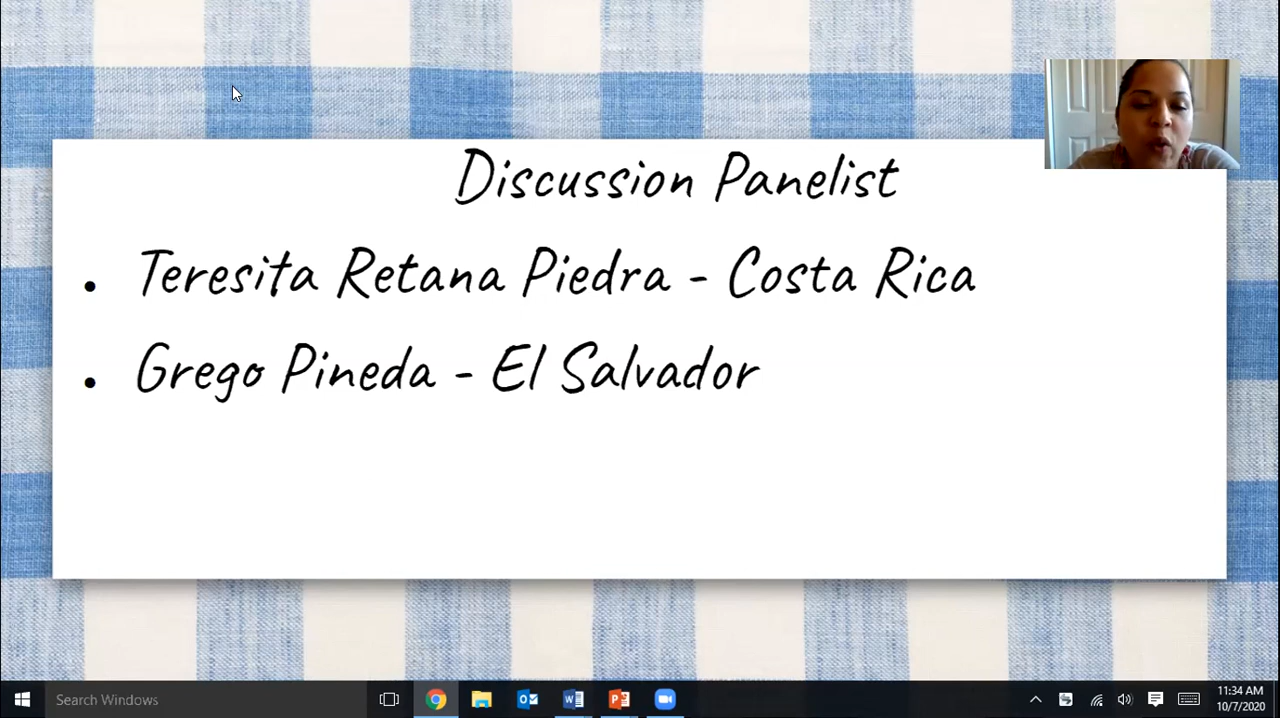 Discussion Panelist
• Teresita Retana Piedra - Costa Rica
• Grego Pineda - El Salvador
Search Windows
11:34 AM
10/7/2020